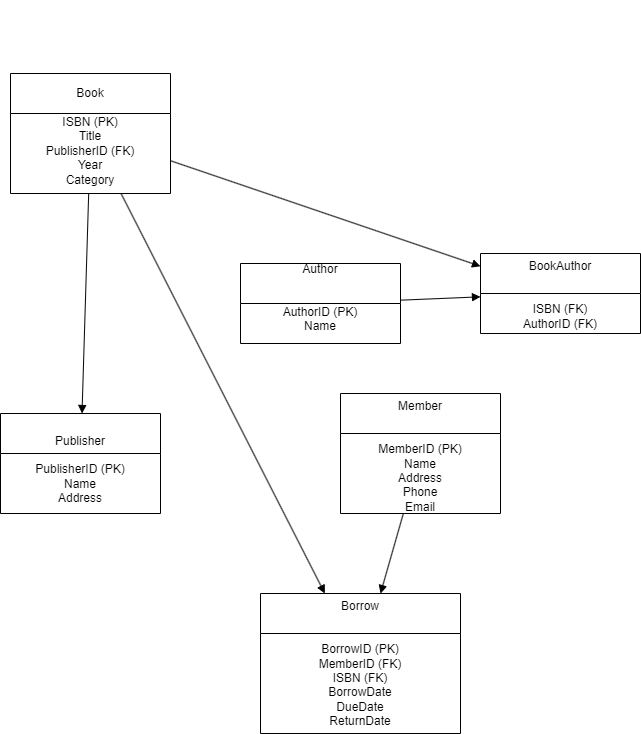 Book
ISBN (PK)
Title
PublisherID (FK)
Year
Category
Author
AuthorID (PK)
Name
BookAuthor
ISBN (FK)
AuthorID (FK)
Publisher
PublisherID (PK)
Name
Address
Member
MemberID (PK)
Name
Address
Phone
Email
Borrow
BorrowID (PK)
MemberID (FK)
ISBN (FK)
BorrowDate
DueDate
ReturnDate